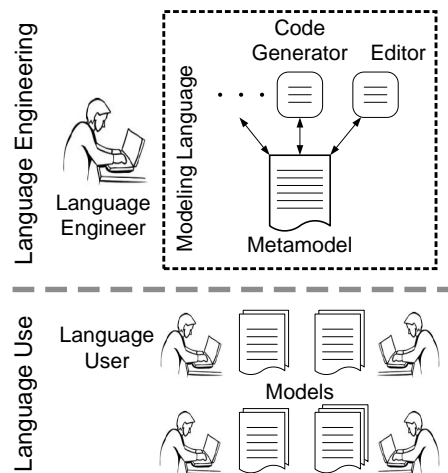 Language Engineering
Language
Engineer
Modeling Language
Code
Generator
Editor
. . .
Metamodel
Language Use
Language
User
Models